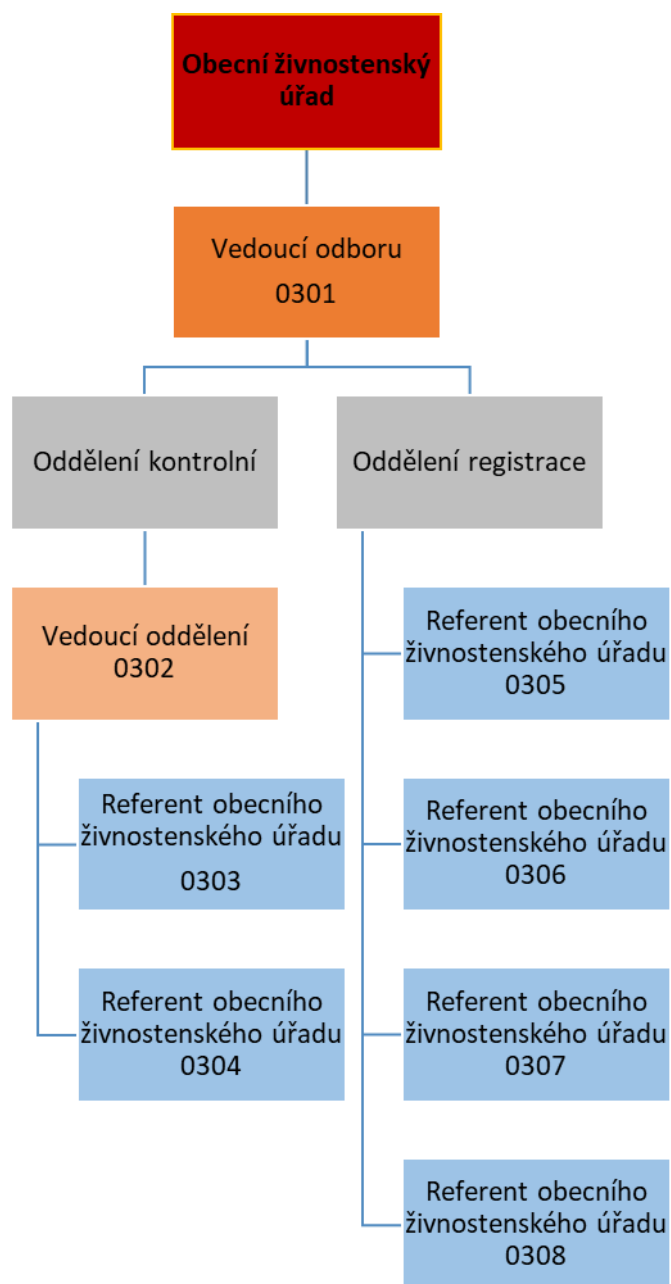 Obecní živnostenský
úřad
Vedoucí odboru
0301
Oddělení kontrolní
Oddělení registrace
Vedoucí oddělení
0302
Referent obecního
živnostenského úřadu
0303
Referent obecního
živnostenského úřadu
0304
Referent obecního
živnostenského úřadu
0305
Referent obecního
živnostenského úřadu
0306
Referent obecního
živnostenského úřadu
0307
Referent obecního
živnostenského úřadu
0308